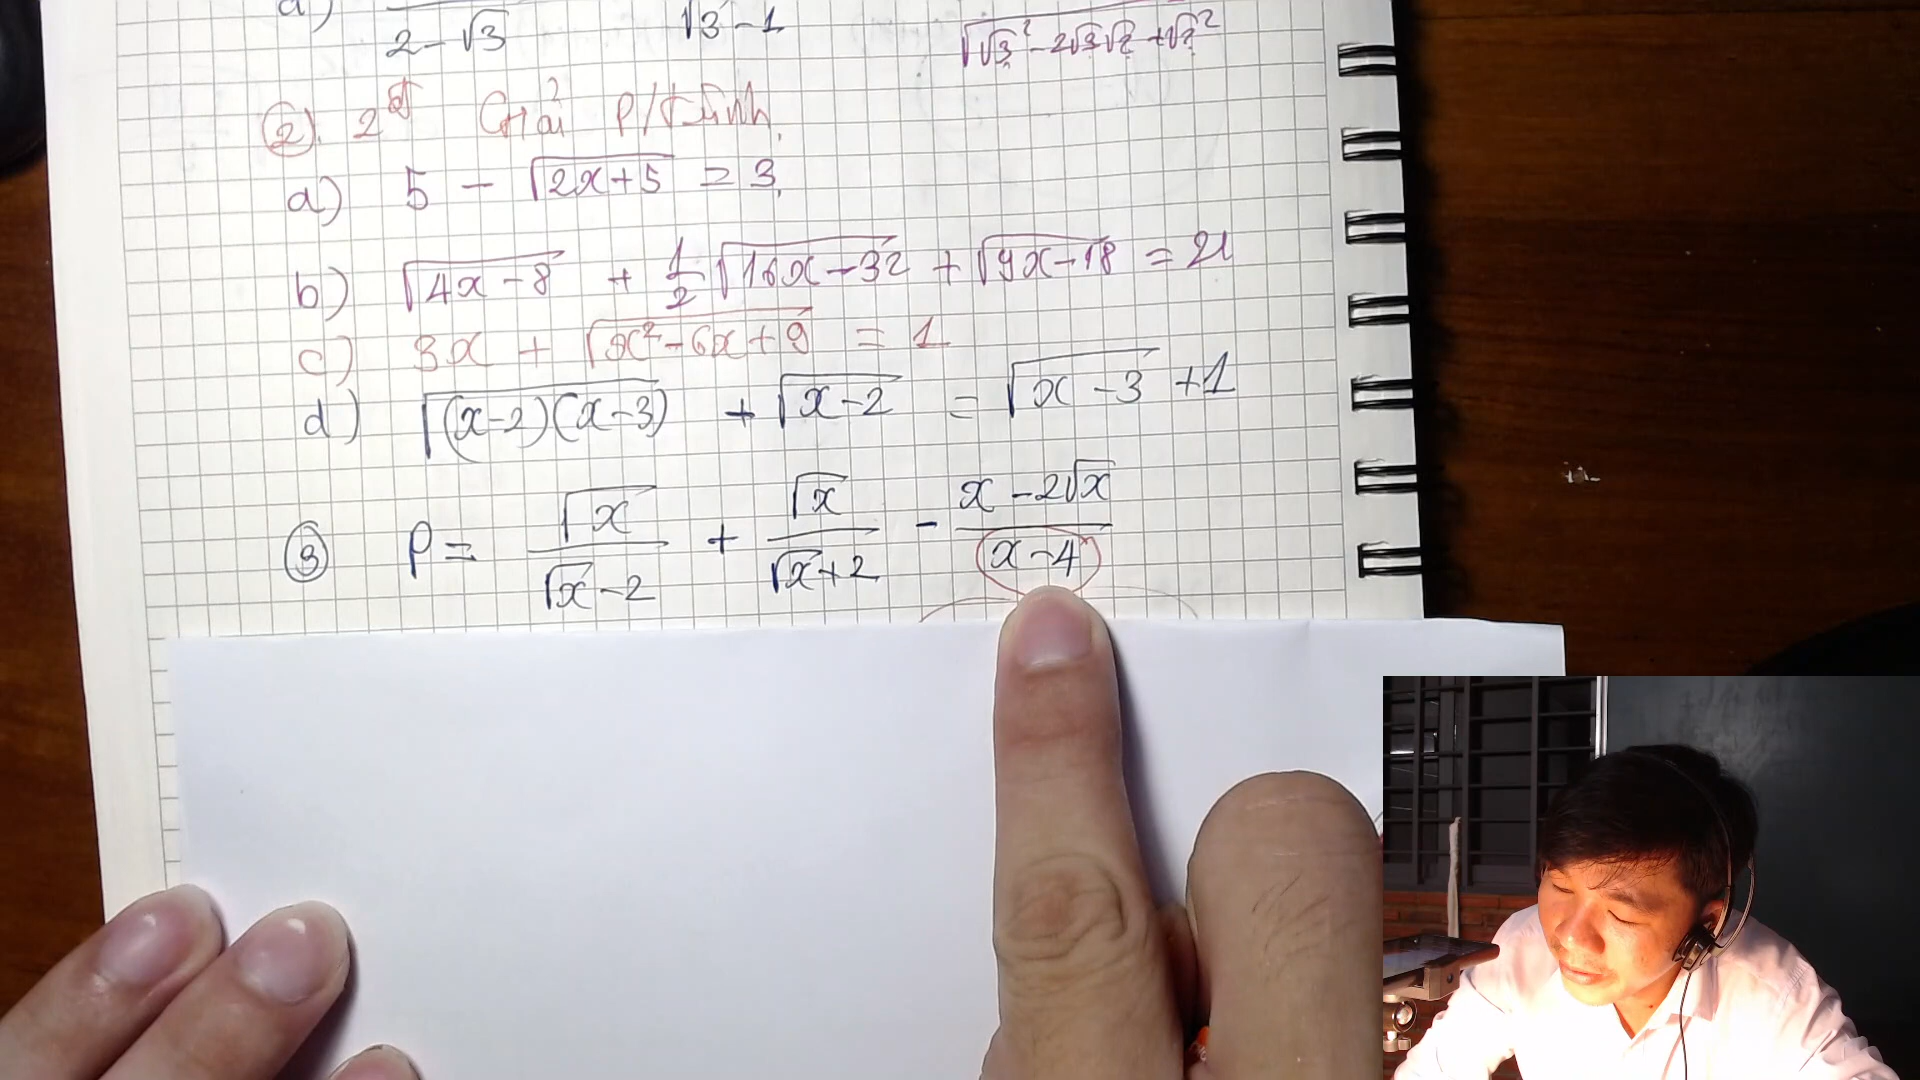 2-√3 √3-1 √(√3² - 2√3√2 + √2²)
②. 2đ Giải p/trình.
a) 5 - √(2x+5) = 3.
b) √(4x-8) + 1/2 √(16x-32) + √(9x-18) = 21
c) 3x + √(x²-6x+9) = 1
d) √((x-2)(x-3)) + √(x-2) = √(x-3) + 1
③ P = √x/(√x-2) + √x/(√x+2) - (x-2√x)/(x-4)